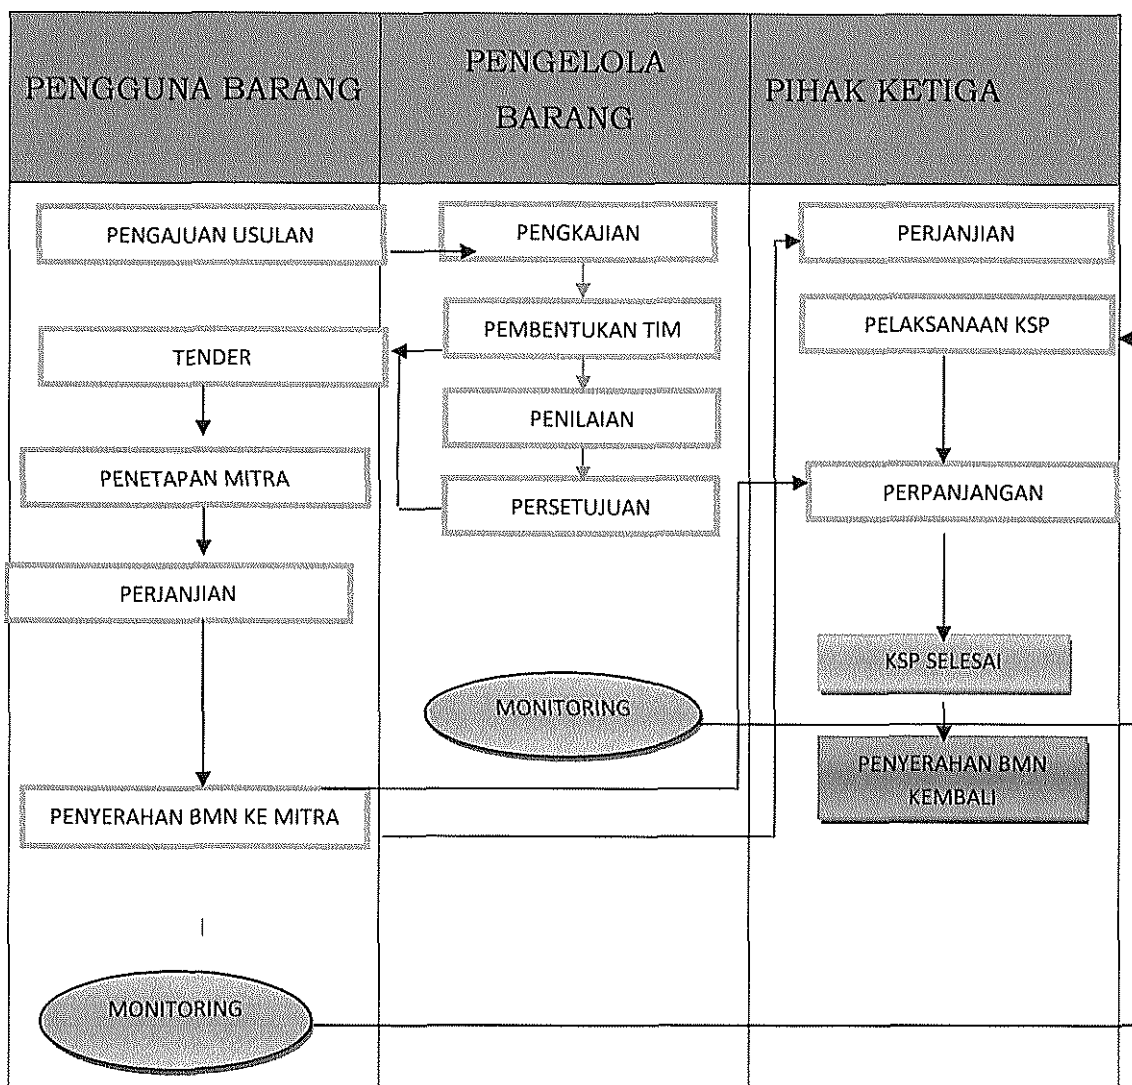 PENGGUNA BARANG
PENGELOLA
BARANG
PIHAK KETIGA
PENGAJUAN USULAN
TENDER
PENETAPAN MITRA
PERJANJIAN
PENYERAHAN BMN KE MITRA
MONITORING
PENGKAJIAN
PEMBENTUKAN TIM
PENILAIAN
PERSETUJUAN
MONITORING
PERJANJIAN
PELAKSANAAN KSP
PERPANJANGAN
KSP SELESAI
PENYERAHAN BMN
KEMBALI